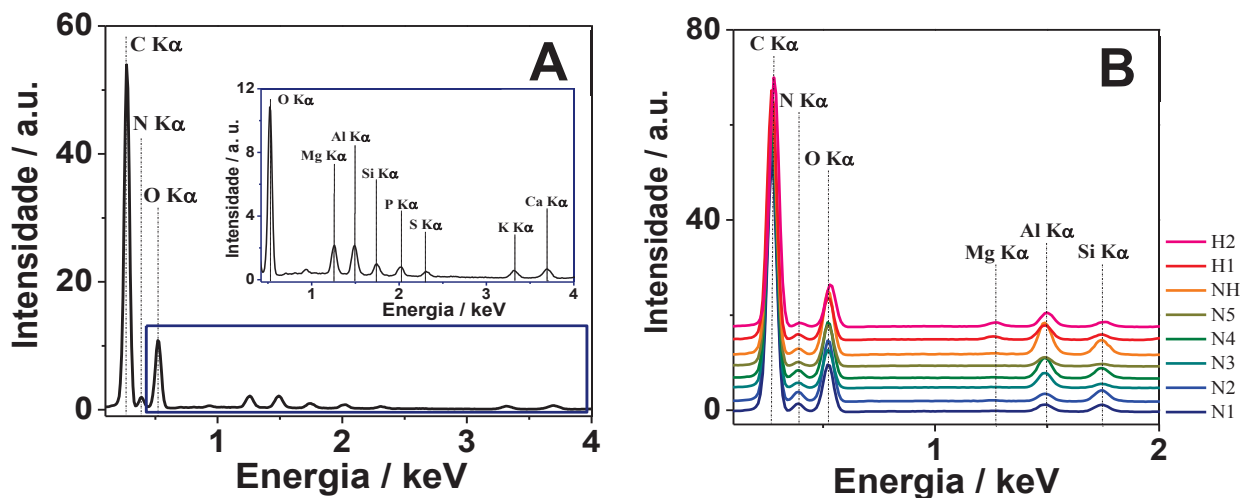 A
Intensidade / a.u.
60
40
20
0
C Kα
N Kα
O Kα
1
2
3
4
Energia / keV
Intensidade / a. u.
12
8
4
0
O Kα
Mg Kα
Al Kα
Si Kα
P Kα
S Kα
K Kα
Ca Kα
1
2
3
4
Energia / keV
B
Intensidade / a.u.
80
40
0
C Kα
N Kα
O Kα
Mg Kα
Al Kα
Si Kα
1
2
Energia / keV
H2
H1
NH
N5
N4
N3
N2
N1